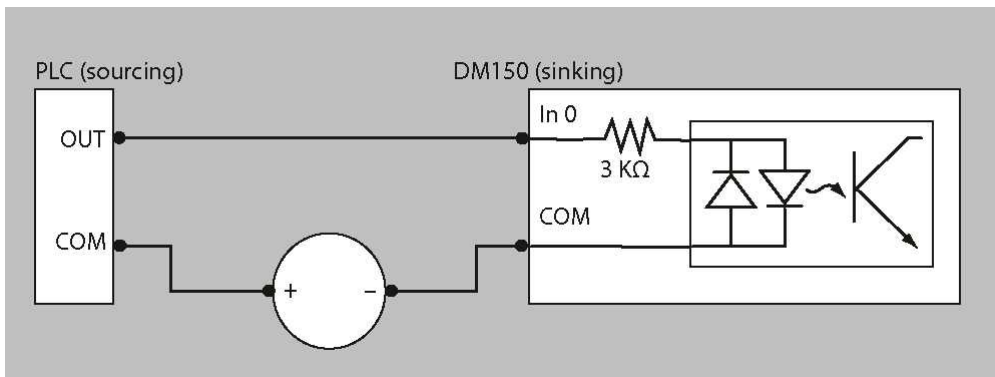 PLC (sourcing)
DM150 (sinking)
OUT
COM
In 0
3 KΩ
COM
+
–